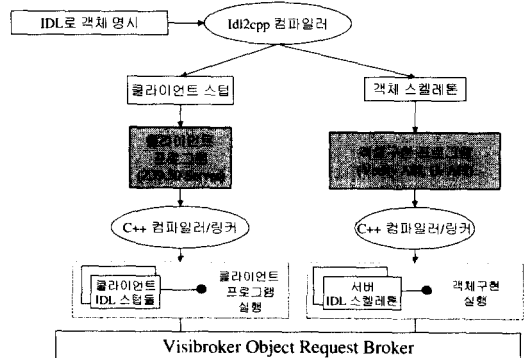 IDL로 객체 명시
Idl2cpp 컴파일러
클라이언트 스텁
객체 스켈레톤
클라이언트
프로그램
C++ 컴파일러/링커
C++ 컴파일러/링커
클라이언트
IDL 스텁들
클라이언트
프로그램
실행
서버
IDL 스켈레톤
객체구현
실행
Visibroker Object Request Broker